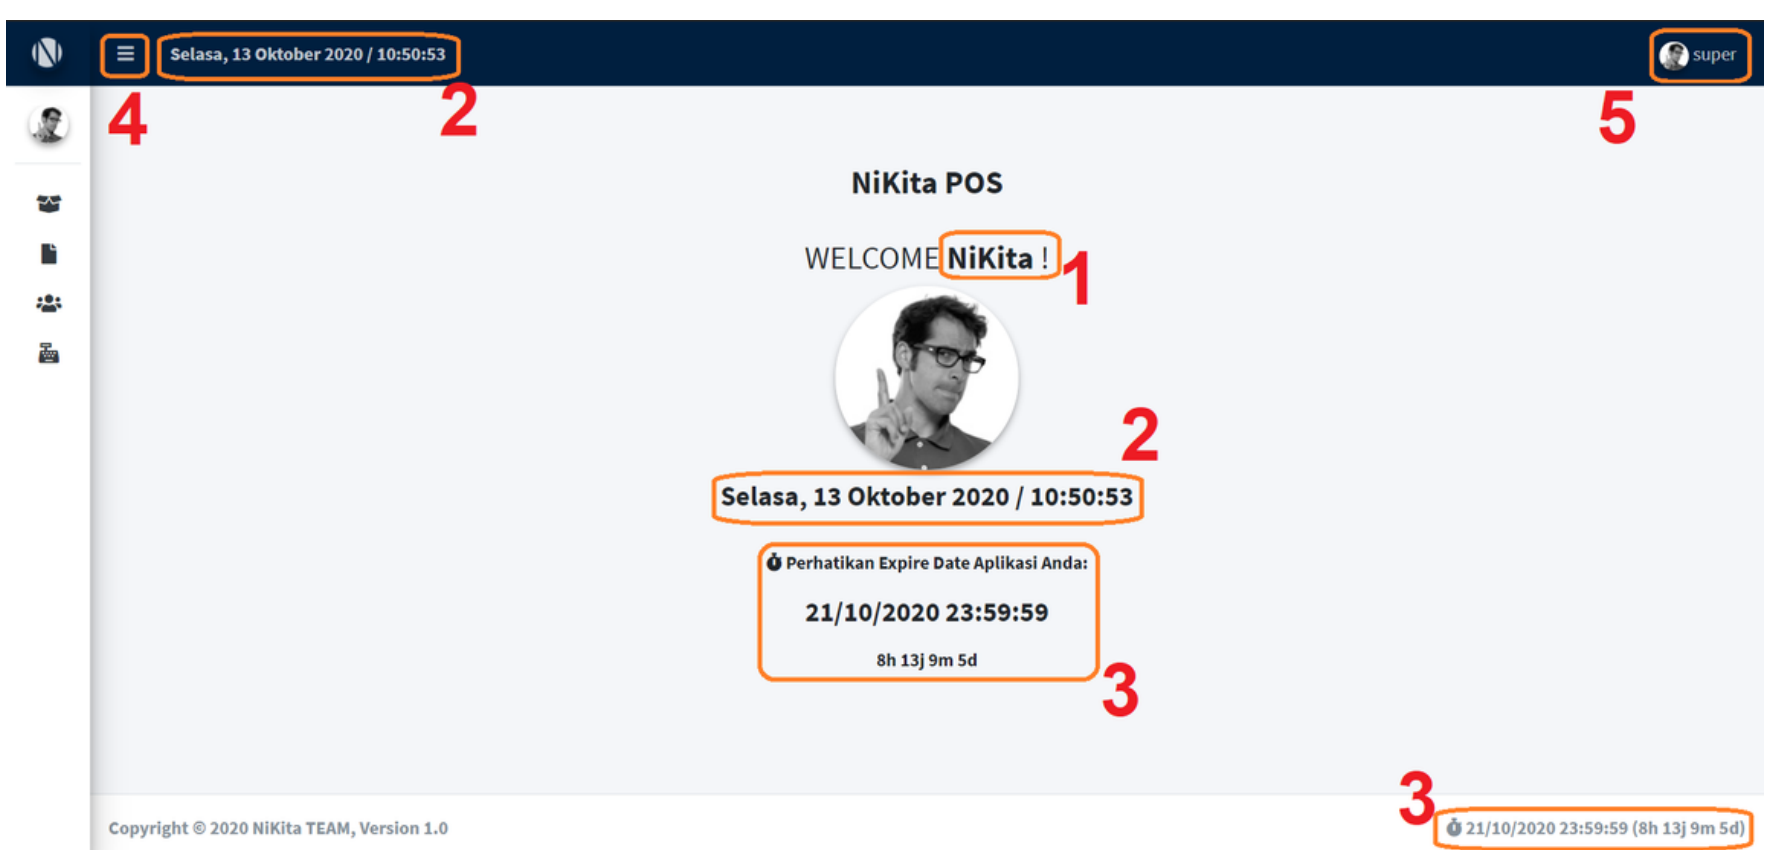 N ☰ Selasa, 13 Oktober 2020 / 10:50:53 super
4 2 5
NiKita POS
WELCOME NiKita !
1
2
Selasa, 13 Oktober 2020 / 10:50:53
Perhatikan Expire Date Aplikasi Anda:
21/10/2020 23:59:59
8h 13j 9m 5d
3
3
Copyright © 2020 NiKita TEAM, Version 1.0 21/10/2020 23:59:59 (8h 13j 9m 5d)